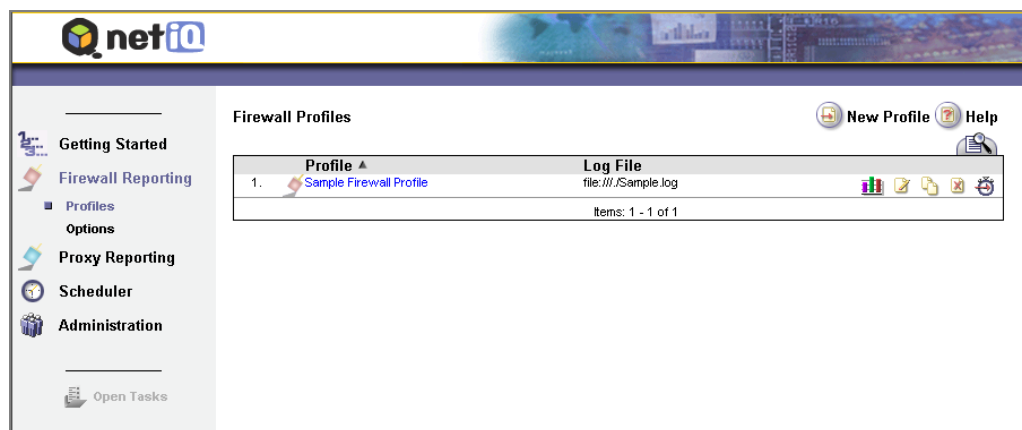 netiQ
Firewall Profiles
New Profile
Help
Getting Started
Firewall Reporting
Profiles
Options
Proxy Reporting
Scheduler
Administration
Open Tasks
Profile Log File
1. Sample Firewall Profile file:///./Sample.log
Items: 1 - 1 of 1